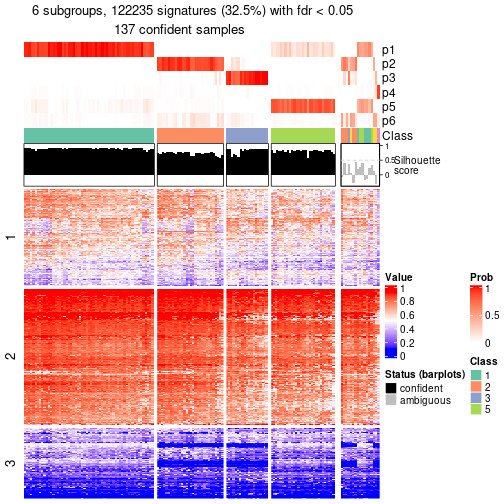 6 subgroups, 122235 signatures (32.5%) with fdr < 0.05
137 confident samples
p1
p2
p3
p4
p5
p6
Class
1
0.5
0
Silhouette
score
1
2
3
Value
1
0.8
0.6
0.4
0.2
0
Prob
1
0.5
0
Status (barplots)
confident
ambiguous
Class
1
2
3
5